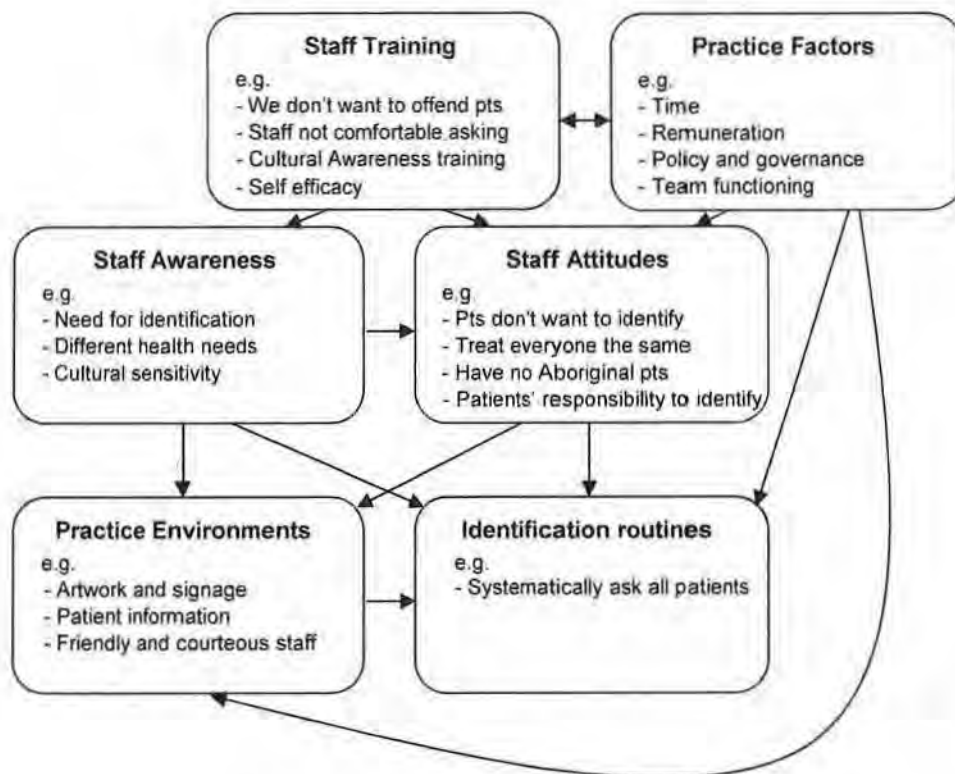 Staff Training
e.g.
- We don't want to offend pts
- Staff not comfortable asking
- Cultural Awareness training
- Self efficacy
Practice Factors
e.g.
- Time
- Remuneration
- Policy and governance
- Team functioning
Staff Awareness
e.g.
- Need for identification
- Different health needs
- Cultural sensitivity
Staff Attitudes
e.g.
- Pts don't want to identify
- Treat everyone the same
- Have no Aboriginal pts
- Patients' responsibility to identify
Practice Environments
e.g.
- Artwork and signage
- Patient information
- Friendly and courteous staff
Identification routines
e.g.
- Systematically ask all patients